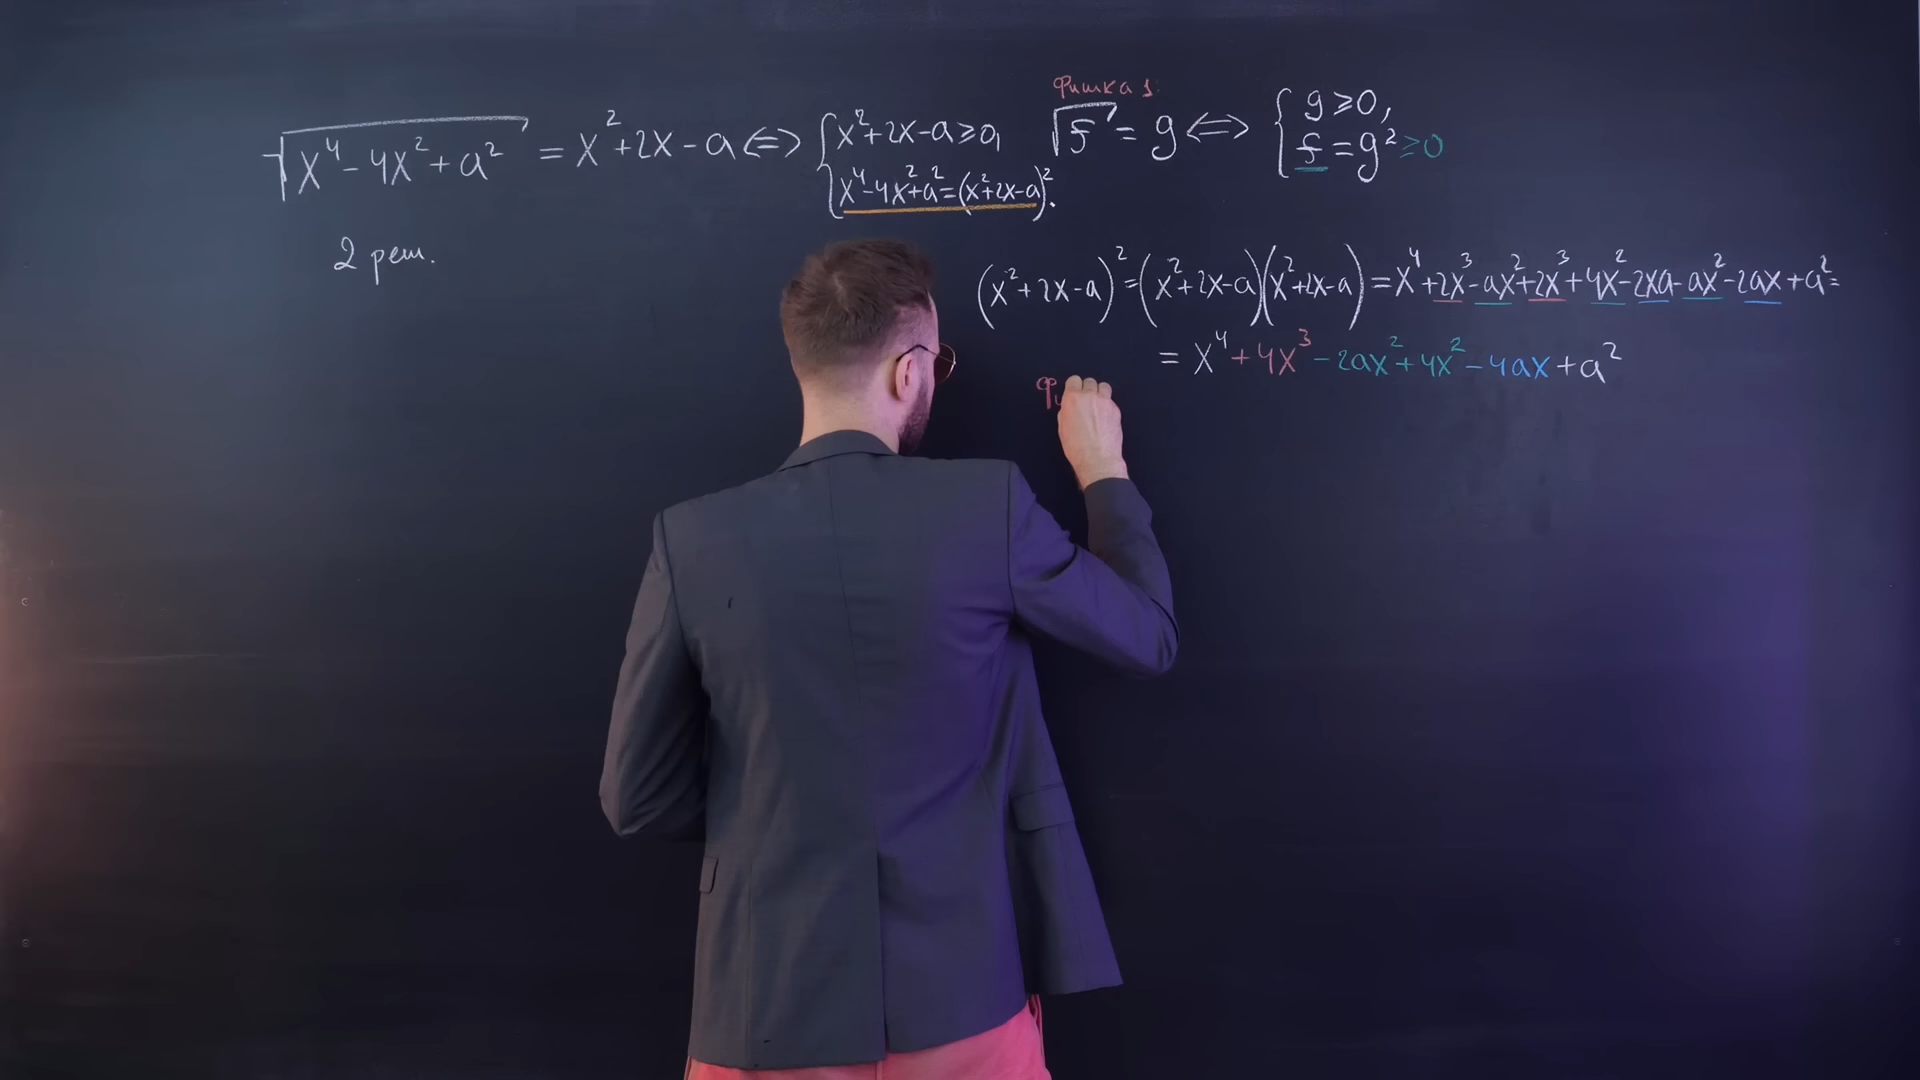 √(x⁴ - 4x² + a²) = x² + 2x - a ⇔ { x² + 2x - a ⩾ 0,
x⁴ - 4x² + a² = (x² + 2x - a)².
2 реш.
фишка 1:
√f = g ⇔ { g ⩾ 0,
f = g² ⩾ 0
(x² + 2x - a)² = (x² + 2x - a)(x² + 2x - a) = x⁴ + 2x³ - ax² + 2x³ + 4x² - 2xa - ax² - 2ax + a² =
= x⁴ + 4x³ - 2ax² + 4x² - 4ax + a²